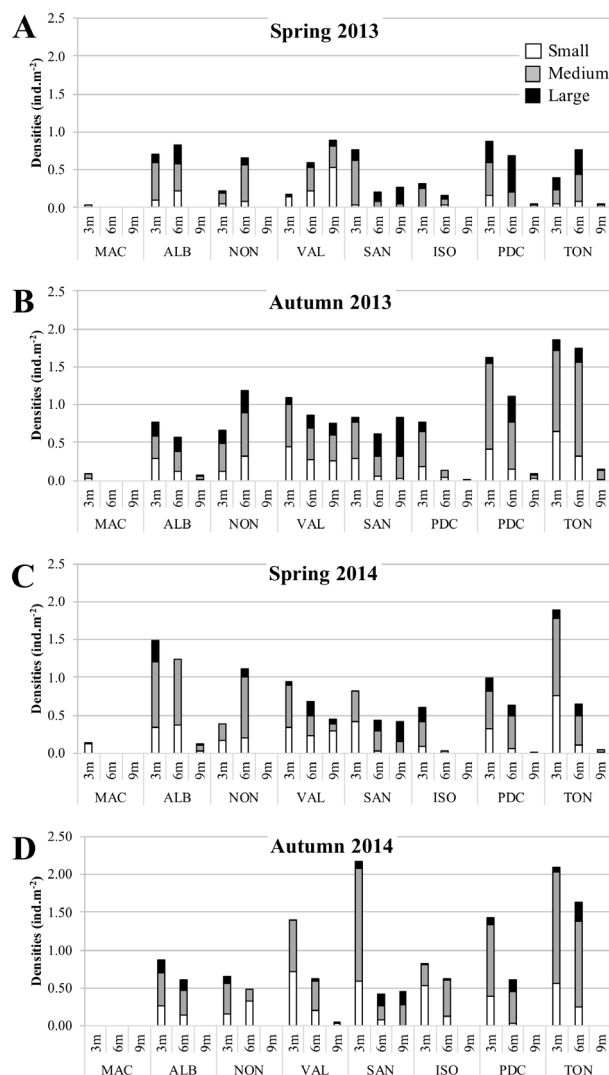 A
Spring 2013
Densities (ind.m-2)
2.5
2.0
1.5
1.0
0.5
0.0
Small
Medium
Large
3m 6m 9m 3m 6m 9m 3m 6m 9m 3m 6m 9m 3m 6m 9m 3m 6m 9m 3m 6m 9m 3m 6m 9m
MAC ALB NON VAL SAN ISO PDC TON
B
Autumn 2013
Densities (ind.m-2)
2.5
2.0
1.5
1.0
0.5
0.0
3m 6m 9m 3m 6m 9m 3m 6m 9m 3m 6m 9m 3m 6m 9m 3m 6m 9m 3m 6m 9m 3m 6m 9m
MAC ALB NON VAL SAN PDC PDC TON
C
Spring 2014
Densities (ind.m-2)
2.5
2.0
1.5
1.0
0.5
0.0
3m 6m 9m 3m 6m 9m 3m 6m 9m 3m 6m 9m 3m 6m 9m 3m 6m 9m 3m 6m 9m 3m 6m 9m
MAC ALB NON VAL SAN ISO PDC TON
D
Autumn 2014
Densities (ind.m-2)
2.50
2.00
1.50
1.00
0.50
0.00
3m 6m 9m 3m 6m 9m 3m 6m 9m 3m 6m 9m 3m 6m 9m 3m 6m 9m 3m 6m 9m 3m 6m 9m
MAC ALB NON VAL SAN ISO PDC TON